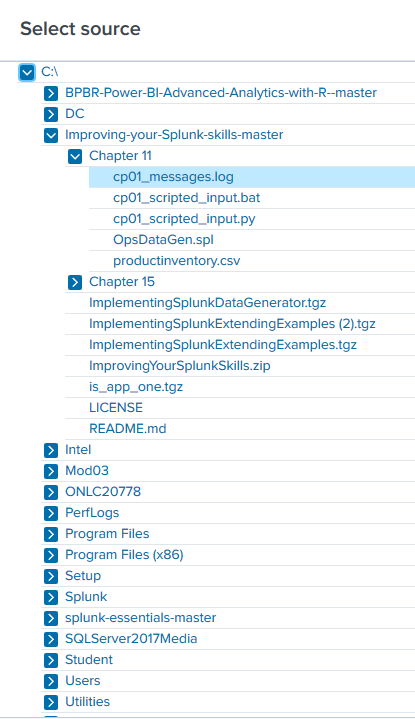 Select source
C:\
BPBR-Power-BI-Advanced-Analytics-with-R--master
DC
Improving-your-Splunk-skills-master
Chapter 11
cp01_messages.log
cp01_scripted_input.bat
cp01_scripted_input.py
OpsDataGen.spl
productinventory.csv
Chapter 15
ImplementingSplunkDataGenerator.tgz
ImplementingSplunkExtendingExamples (2).tgz
ImplementingSplunkExtendingExamples.tgz
ImprovingYourSplunkSkills.zip
is_app_one.tgz
LICENSE
README.md
Intel
Mod03
ONLC20778
PerfLogs
Program Files
Program Files (x86)
Setup
Splunk
splunk-essentials-master
SQLServer2017Media
Student
Users
Utilities